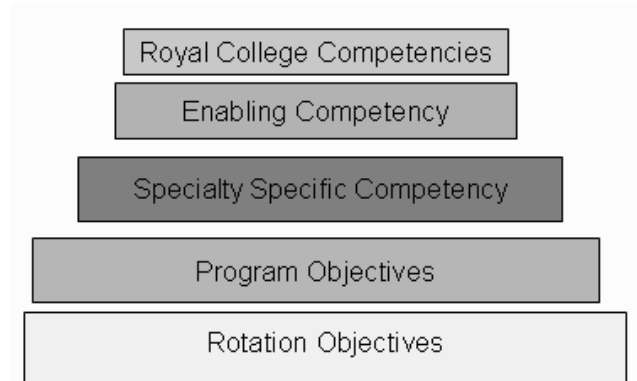 Royal College Competencies
Enabling Competency
Specialty Specific Competency
Program Objectives
Rotation Objectives